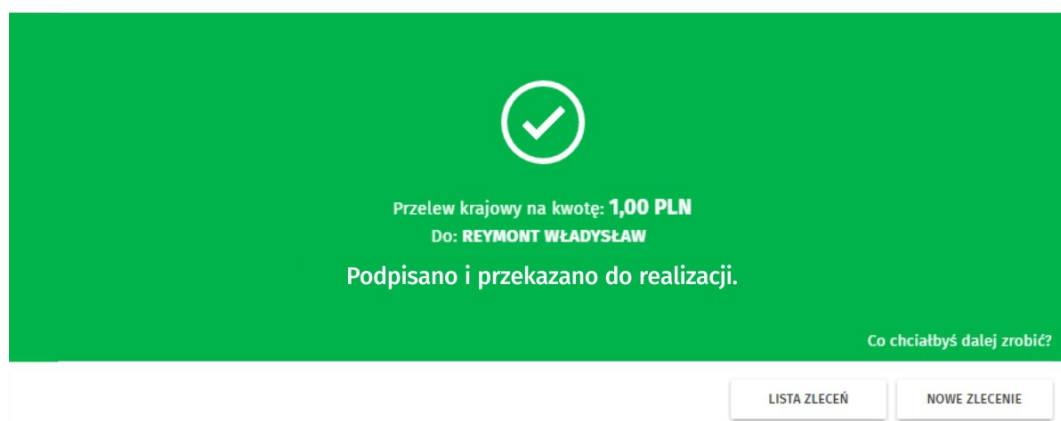 Przelew krajowy na kwotę: 1,00 PLN
Do: REYMONT WŁADYSŁAW
Podpisano i przekazano do realizacji.
Co chciałbyś dalej zrobić?
LISTA ZLECEŃ NOWE ZLECENIE